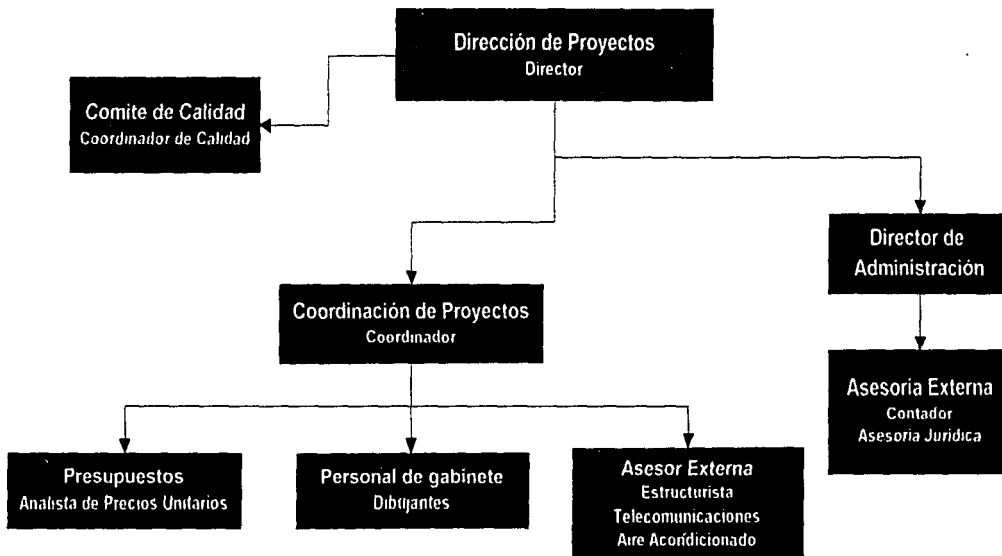 Dirección de Proyectos
Director
Comite de Calidad
Coordinador de Calidad
Director de
Administración
Coordinación de Proyectos
Coordinador
Asesoria Externa
Contador
Asesoria Juridica
Presupuestos
Analista de Precios Unitarios
Personal de gabinete
Dibujantes
Asesor Externa
Estructurista
Telecomunicaciones
Aire Acondicionado